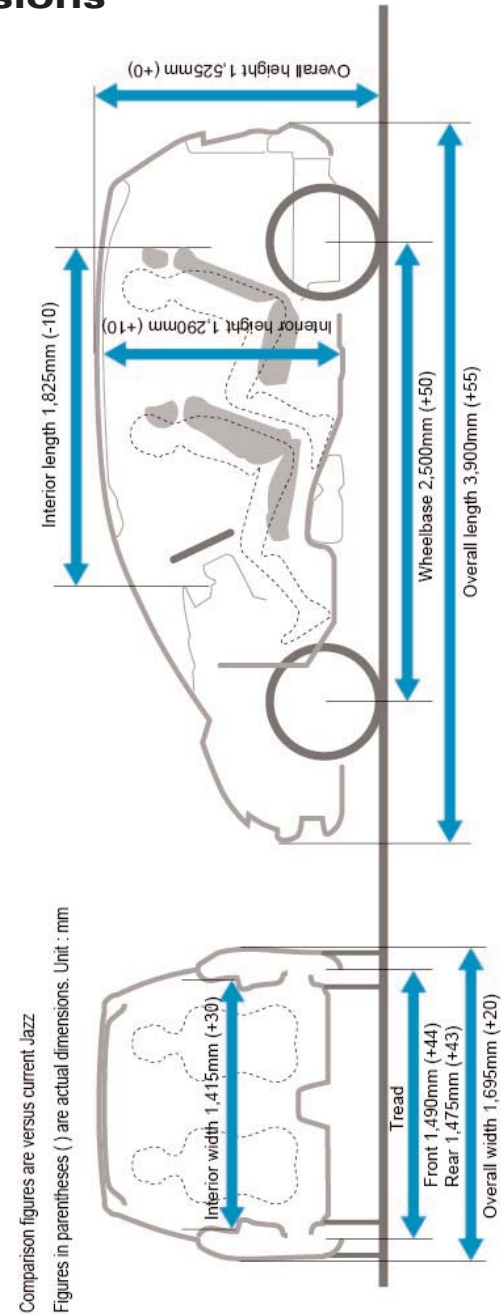 sions
Comparison figures are versus current Jazz
Figures in parentheses ( ) are actual dimensions. Unit : mm
Interior width 1,415mm (+30)
Tread
Front 1,490mm (+44)
Rear 1,475mm (+43)
Overall width 1,695mm (+20)
Interior length 1,825mm (-10)
Interior height 1,290mm (+10)
Overall height 1,525mm (+0)
Wheelbase 2,500mm (+50)
Overall length 3,900mm (+55)